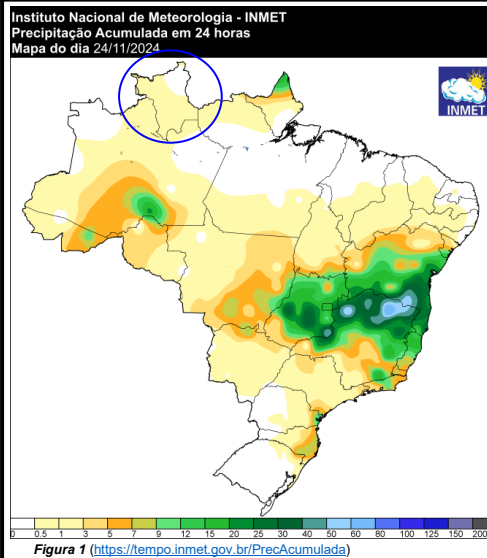 Instituto Nacional de Meteorologia - INMET
Precipitação Acumulada em 24 horas
Mapa do dia 24/11/2024
INMET
0 0.5 1 3 5 7 9 12 15 20 25 30 40 50 60 80 100 125 150 200
Figura 1 (https://tempo.inmet.gov.br/PrecAcumulada)